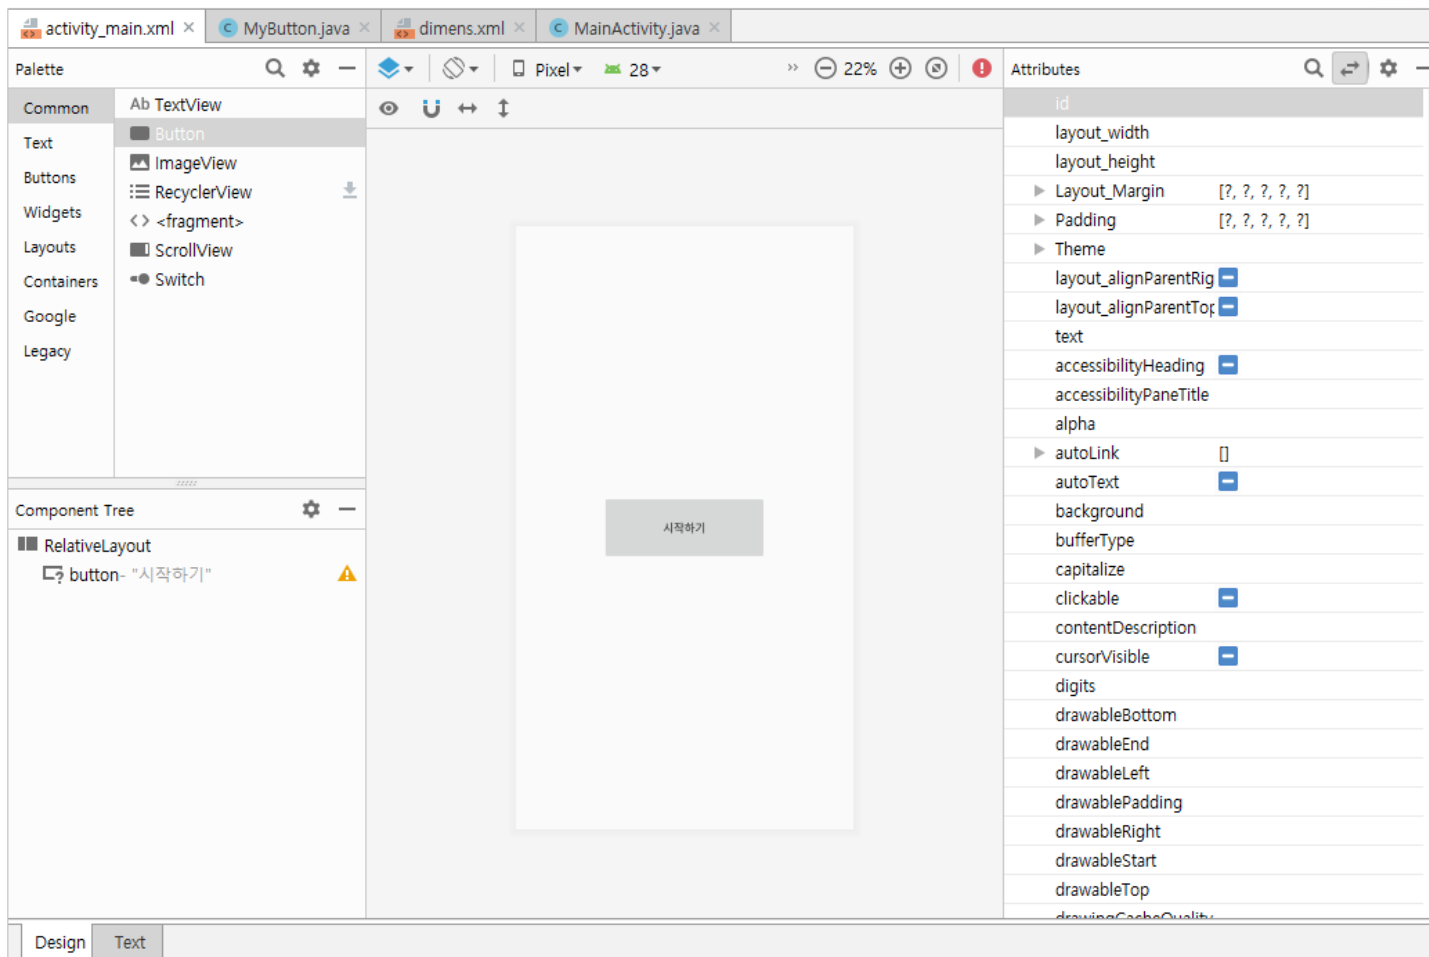 activity_main.xml MyButton.java dimens.xml MainActivity.java
Palette
Common
Text
Buttons
Widgets
Layouts
Containers
Google
Legacy
Ab TextView
Button
ImageView
RecyclerView
<> <fragment>
ScrollView
Switch
Pixel 28 » 22%
시작하기
Component Tree
RelativeLayout
button- "시작하기"
Attributes
id
layout_width
layout_height
Layout_Margin [?, ?, ?, ?, ?]
Padding [?, ?, ?, ?, ?]
Theme
layout_alignParentRig
layout_alignParentTop
text
accessibilityHeading
accessibilityPaneTitle
alpha
autoLink []
autoText
background
bufferType
capitalize
clickable
contentDescription
cursorVisible
digits
drawableBottom
drawableEnd
drawableLeft
drawablePadding
drawableRight
drawableStart
drawableTop
drawingCacheQuality
Design Text